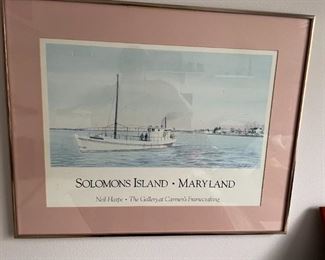 SOLOMONS ISLAND • MARYLAND
Neil Harpe • The Gallery at Carmen's Framecrafting